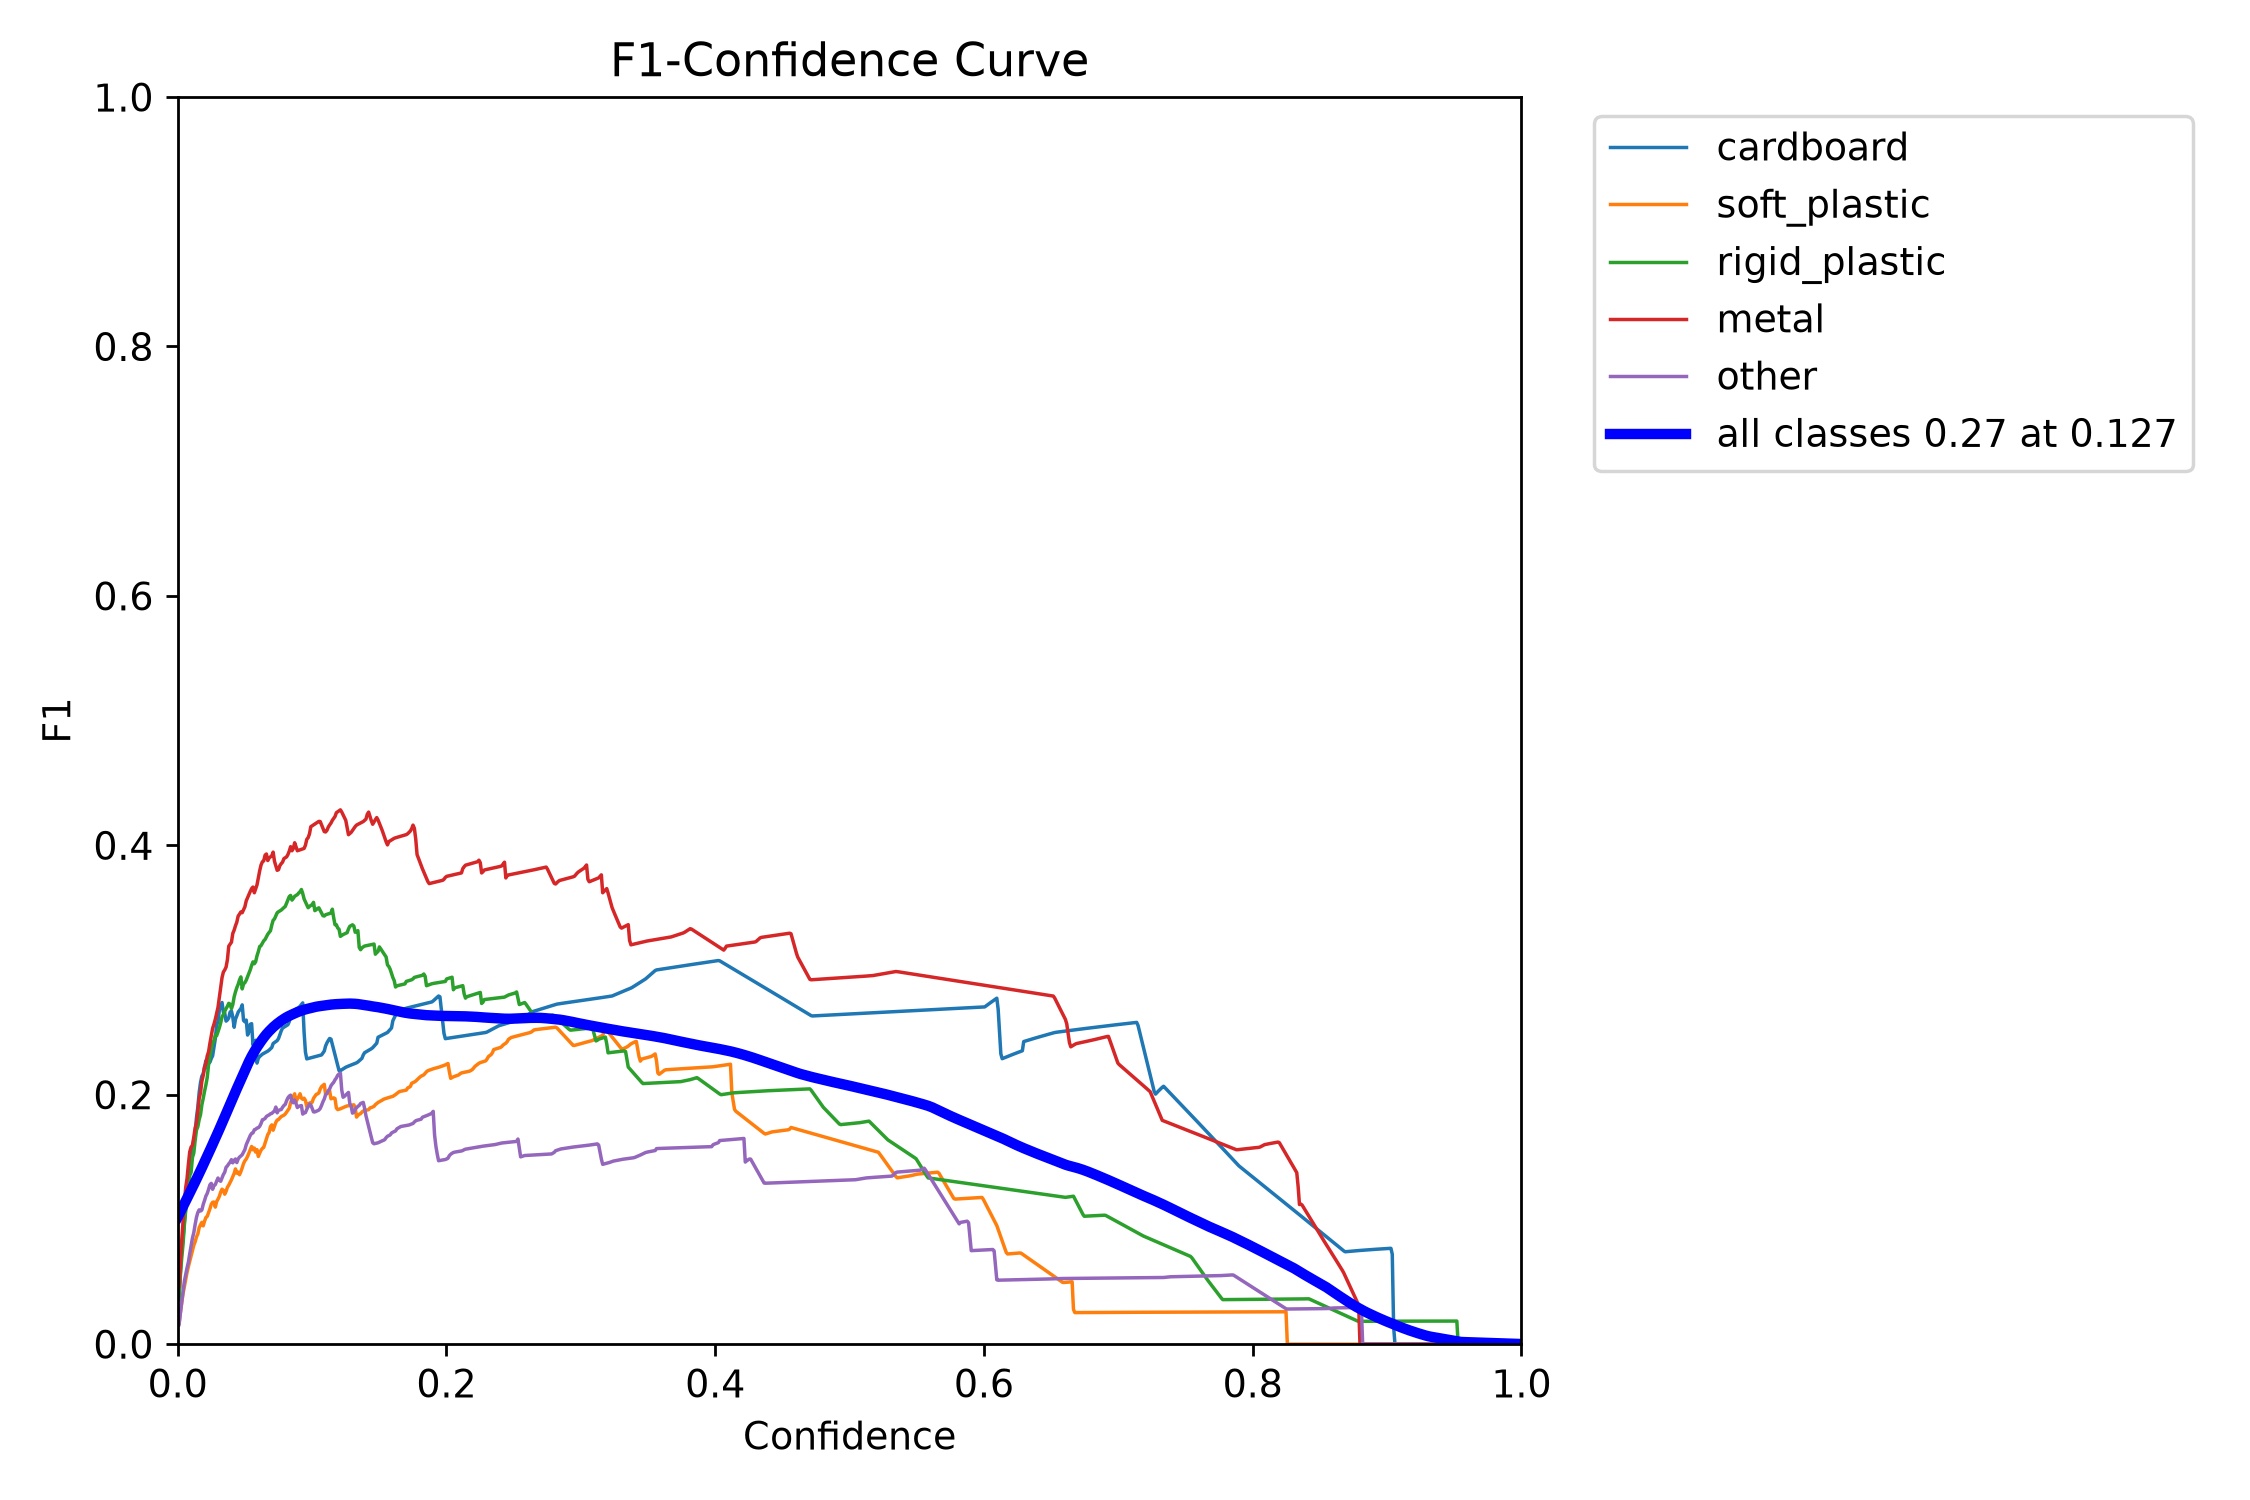 F1-Confidence Curve
1.0
0.8
0.6
0.4
0.2
0.0
F1
0.0 0.2 0.4 0.6 0.8 1.0
Confidence
cardboard
soft_plastic
rigid_plastic
metal
other
all classes 0.27 at 0.127